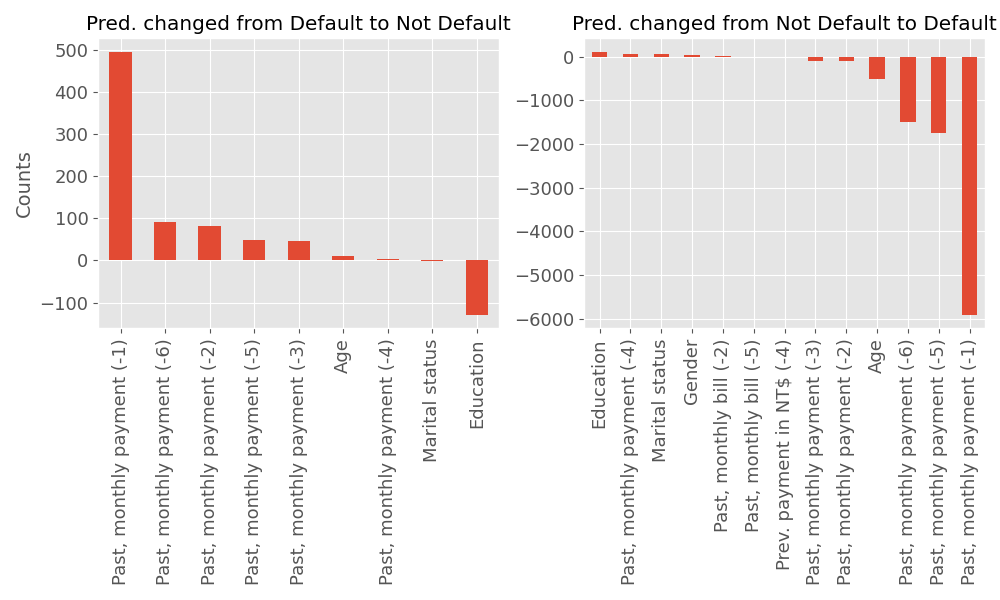 Pred. changed from Default to Not Default
Counts
500
400
300
200
100
0
−100
Past, monthly payment (-1)
Past, monthly payment (-6)
Past, monthly payment (-2)
Past, monthly payment (-5)
Past, monthly payment (-3)
Age
Past, monthly payment (-4)
Marital status
Education
Pred. changed from Not Default to Default
0
−1000
−2000
−3000
−4000
−5000
−6000
Education
Past, monthly payment (-4)
Marital status
Gender
Past, monthly bill (-2)
Past, monthly bill (-5)
Prev. payment in NT$ (-4)
Past, monthly payment (-3)
Past, monthly payment (-2)
Age
Past, monthly payment (-6)
Past, monthly payment (-5)
Past, monthly payment (-1)